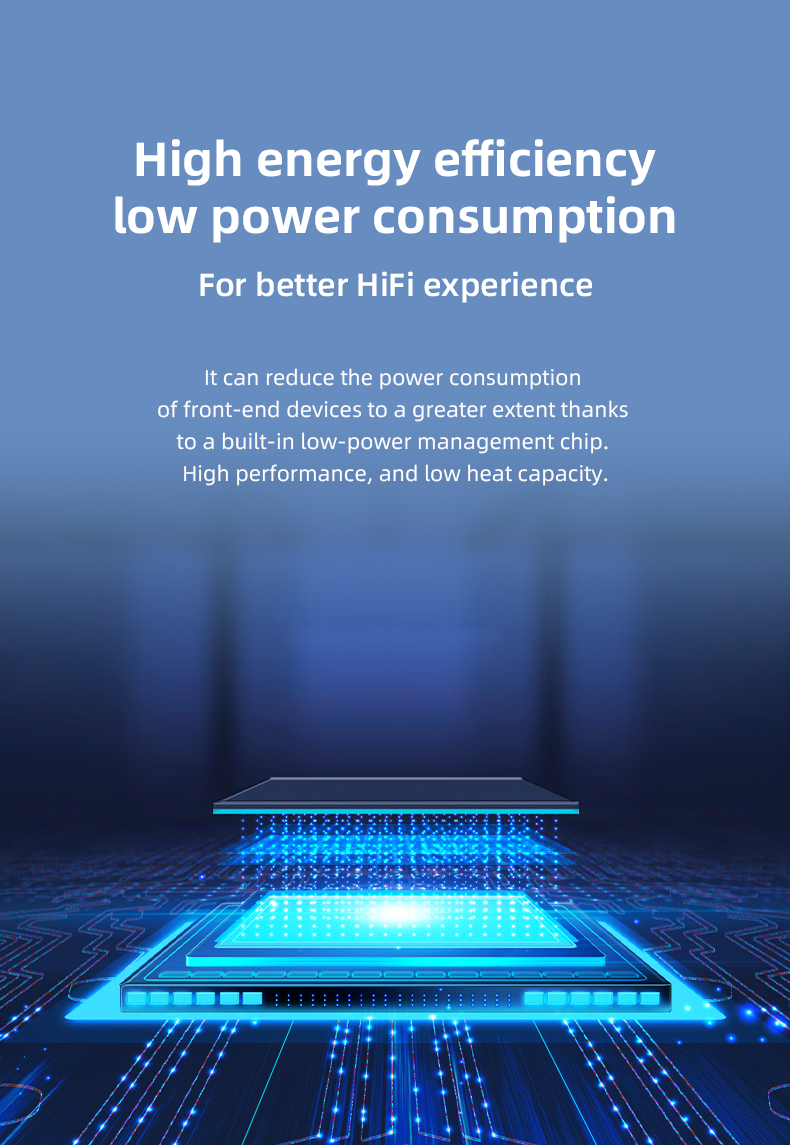 High energy efficiency
low power consumption
For better HiFi experience
It can reduce the power consumption
of front-end devices to a greater extent thanks
to a built-in low-power management chip.
High performance, and low heat capacity.